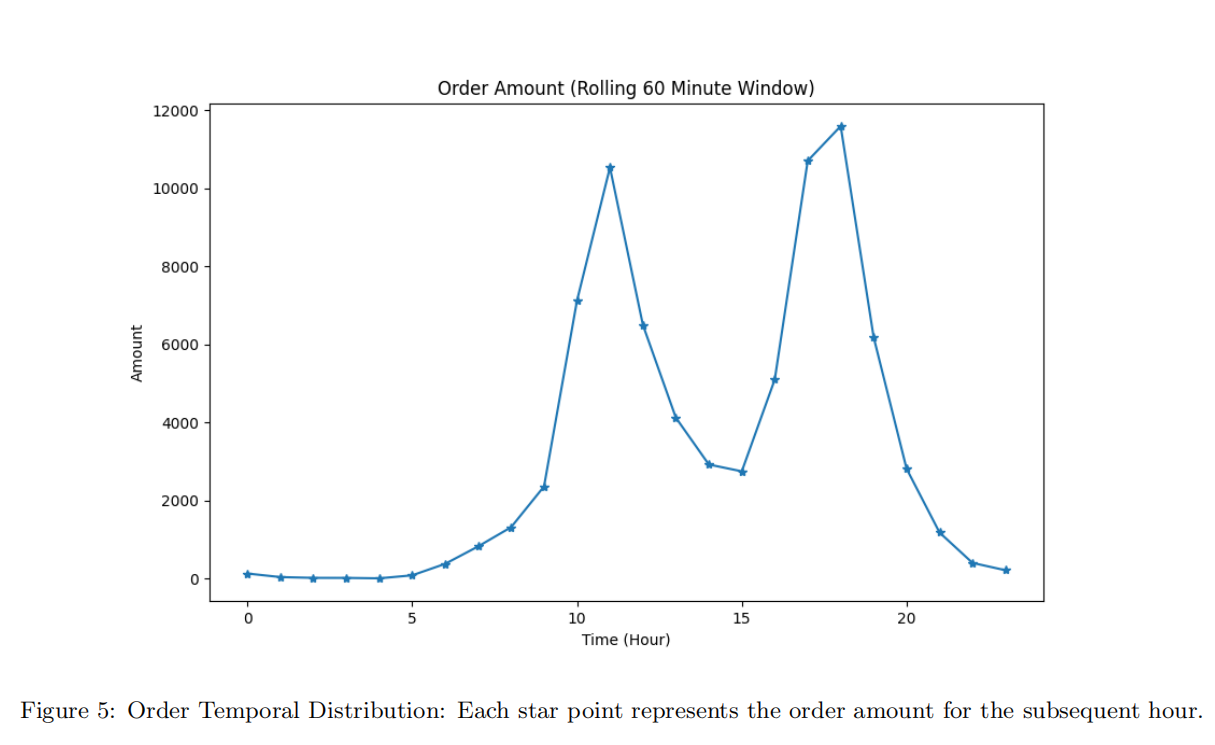 Order Amount (Rolling 60 Minute Window)
12000
10000
8000
6000
4000
2000
0
Amount
0 5 10 15 20
Time (Hour)
Figure 5: Order Temporal Distribution: Each star point represents the order amount for the subsequent hour.